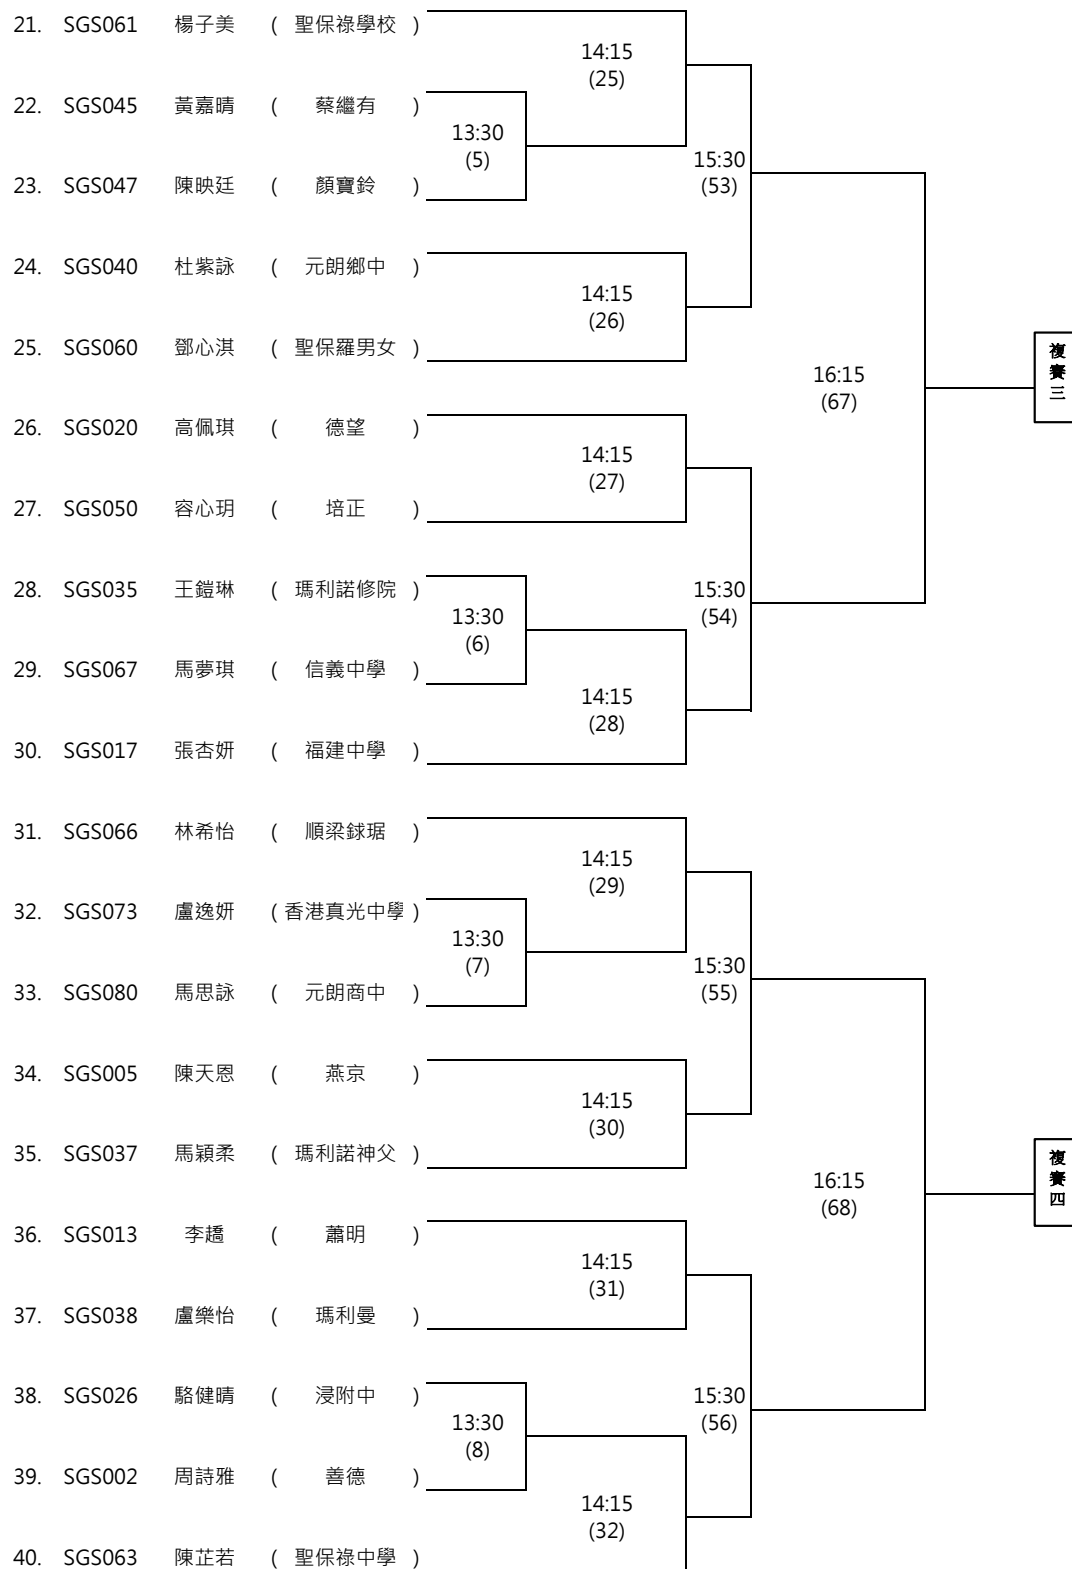 21. SGS061 楊子美 ( 聖保祿學校 )
14:15
(25)
22. SGS045 黃嘉晴 ( 蔡繼有 )
13:30
(5)
15:30
(53)
23. SGS047 陳映廷 ( 顏寶鈴 )
24. SGS040 杜紫詠 ( 元朗鄉中 )
14:15
(26)
25. SGS060 鄧心淇 ( 聖保羅男女 )
16:15
(67)
複賽三
26. SGS020 高佩琪 ( 德望 )
14:15
(27)
27. SGS050 容心玥 ( 培正 )
28. SGS035 王鎧琳 ( 瑪利諾修院 )
13:30
(6)
15:30
(54)
29. SGS067 馬夢琪 ( 信義中學 )
14:15
(28)
30. SGS017 張杏妍 ( 福建中學 )
31. SGS066 林希怡 ( 順梁銶琚 )
14:15
(29)
32. SGS073 盧逸妍 ( 香港真光中學 )
13:30
(7)
15:30
(55)
33. SGS080 馬思詠 ( 元朗商中 )
34. SGS005 陳天恩 ( 燕京 )
14:15
(30)
35. SGS037 馬穎柔 ( 瑪利諾神父 )
16:15
(68)
複賽四
36. SGS013 李趫 ( 蕭明 )
14:15
(31)
37. SGS038 盧樂怡 ( 瑪利曼 )
38. SGS026 駱健晴 ( 浸附中 )
13:30
(8)
15:30
(56)
39. SGS002 周詩雅 ( 善德 )
14:15
(32)
40. SGS063 陳芷若 ( 聖保祿中學 )